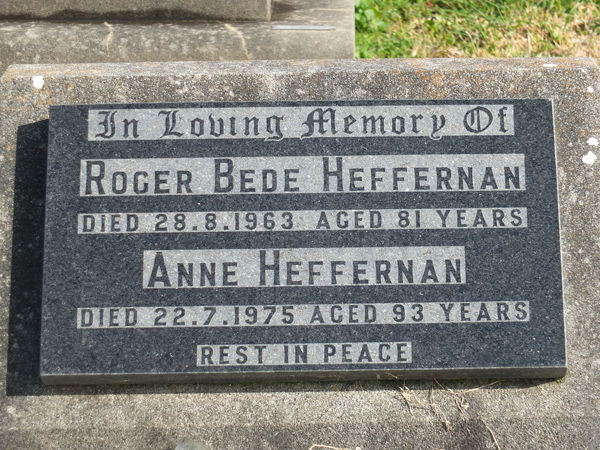 In Loving Memory Of
ROGER BEDE HEFFERNAN
DIED 28.8.1963 AGED 81 YEARS
ANNE HEFFERNAN
DIED 22.7.1975 AGED 93 YEARS
REST IN PEACE